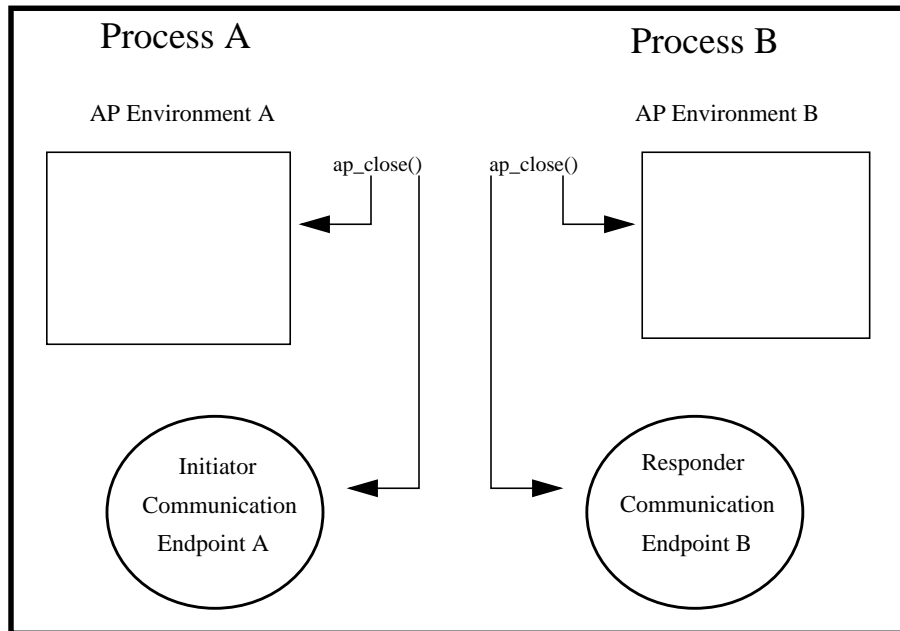 Process A
Process B
AP Environment A
AP Environment B
ap_close()
ap_close()
Initiator
Communication
Endpoint A
Responder
Communication
Endpoint B